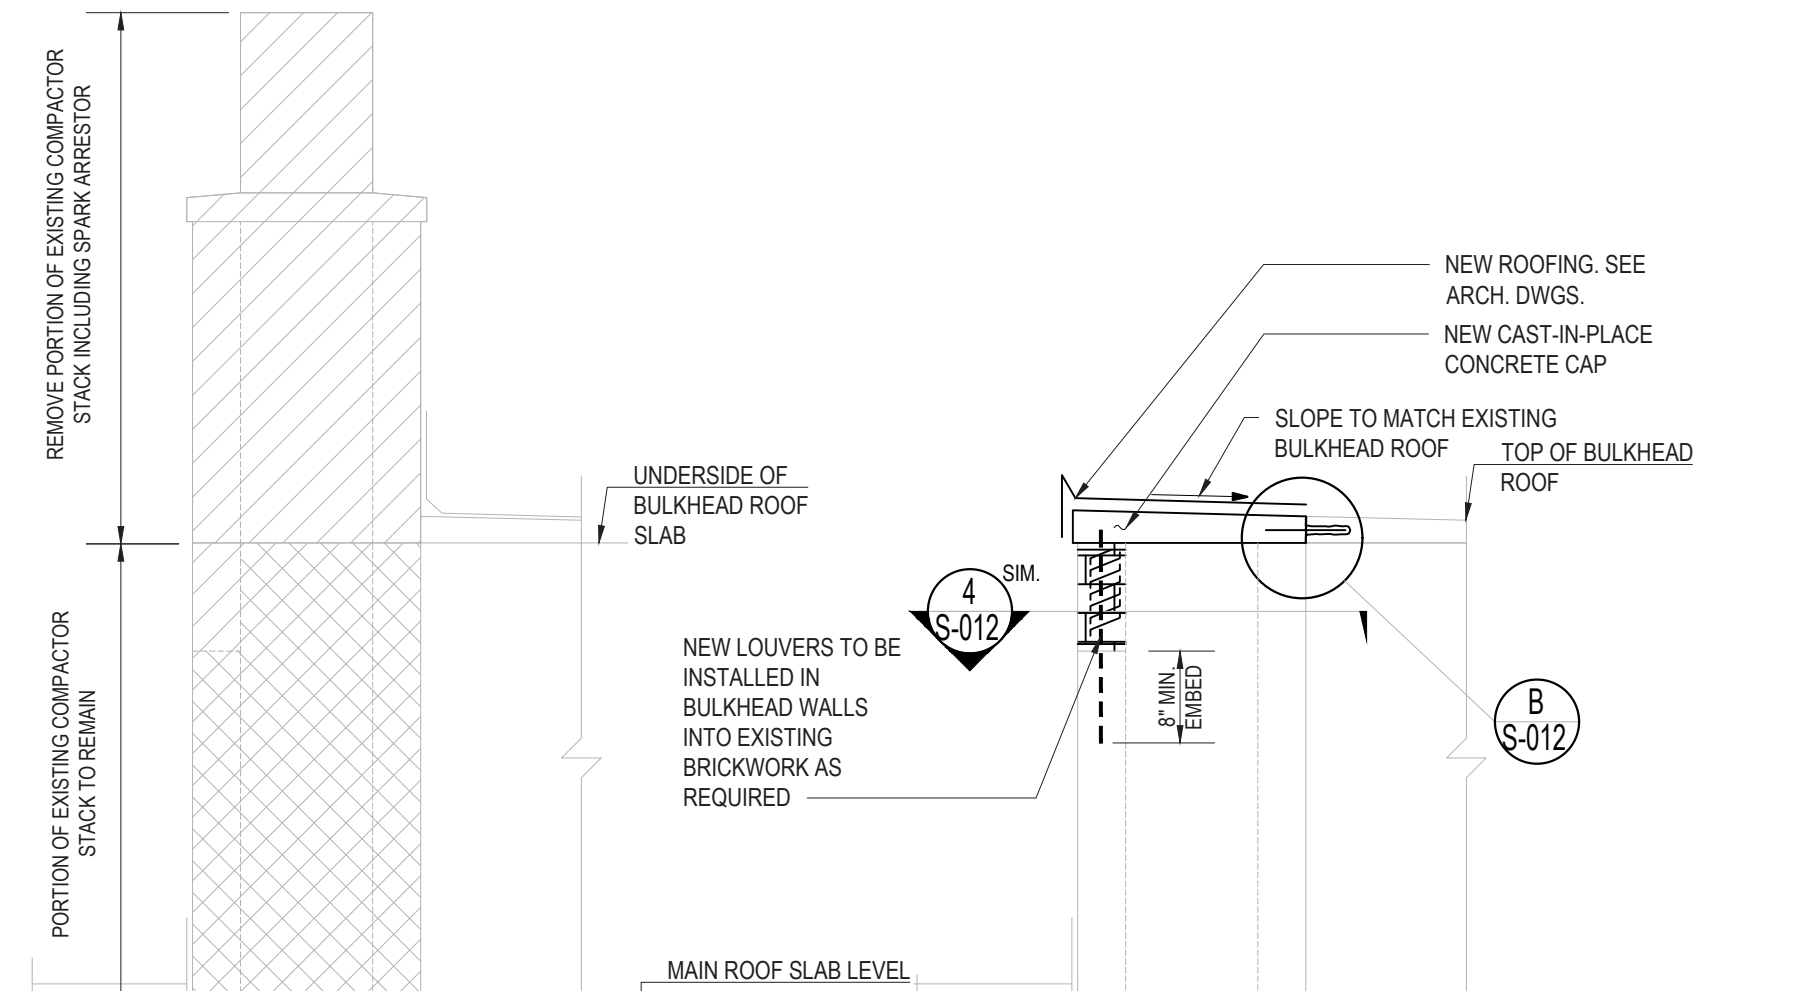 REMOVE PORTION OF EXISTING COMPACTOR
STACK INCLUDING SPARK ARRESTOR
PORTION OF EXISTING COMPACTOR
STACK TO REMAIN
UNDERSIDE OF
BULKHEAD ROOF
SLAB
NEW ROOFING. SEE
ARCH. DWGS.
NEW CAST-IN-PLACE
CONCRETE CAP
SLOPE TO MATCH EXISTING
BULKHEAD ROOF
TOP OF BULKHEAD
ROOF
4
S-012
SIM.
NEW LOUVERS TO BE
INSTALLED IN
BULKHEAD WALLS
INTO EXISTING
BRICKWORK AS
REQUIRED
8" MIN.
EMBED
B
S-012
MAIN ROOF SLAB LEVEL